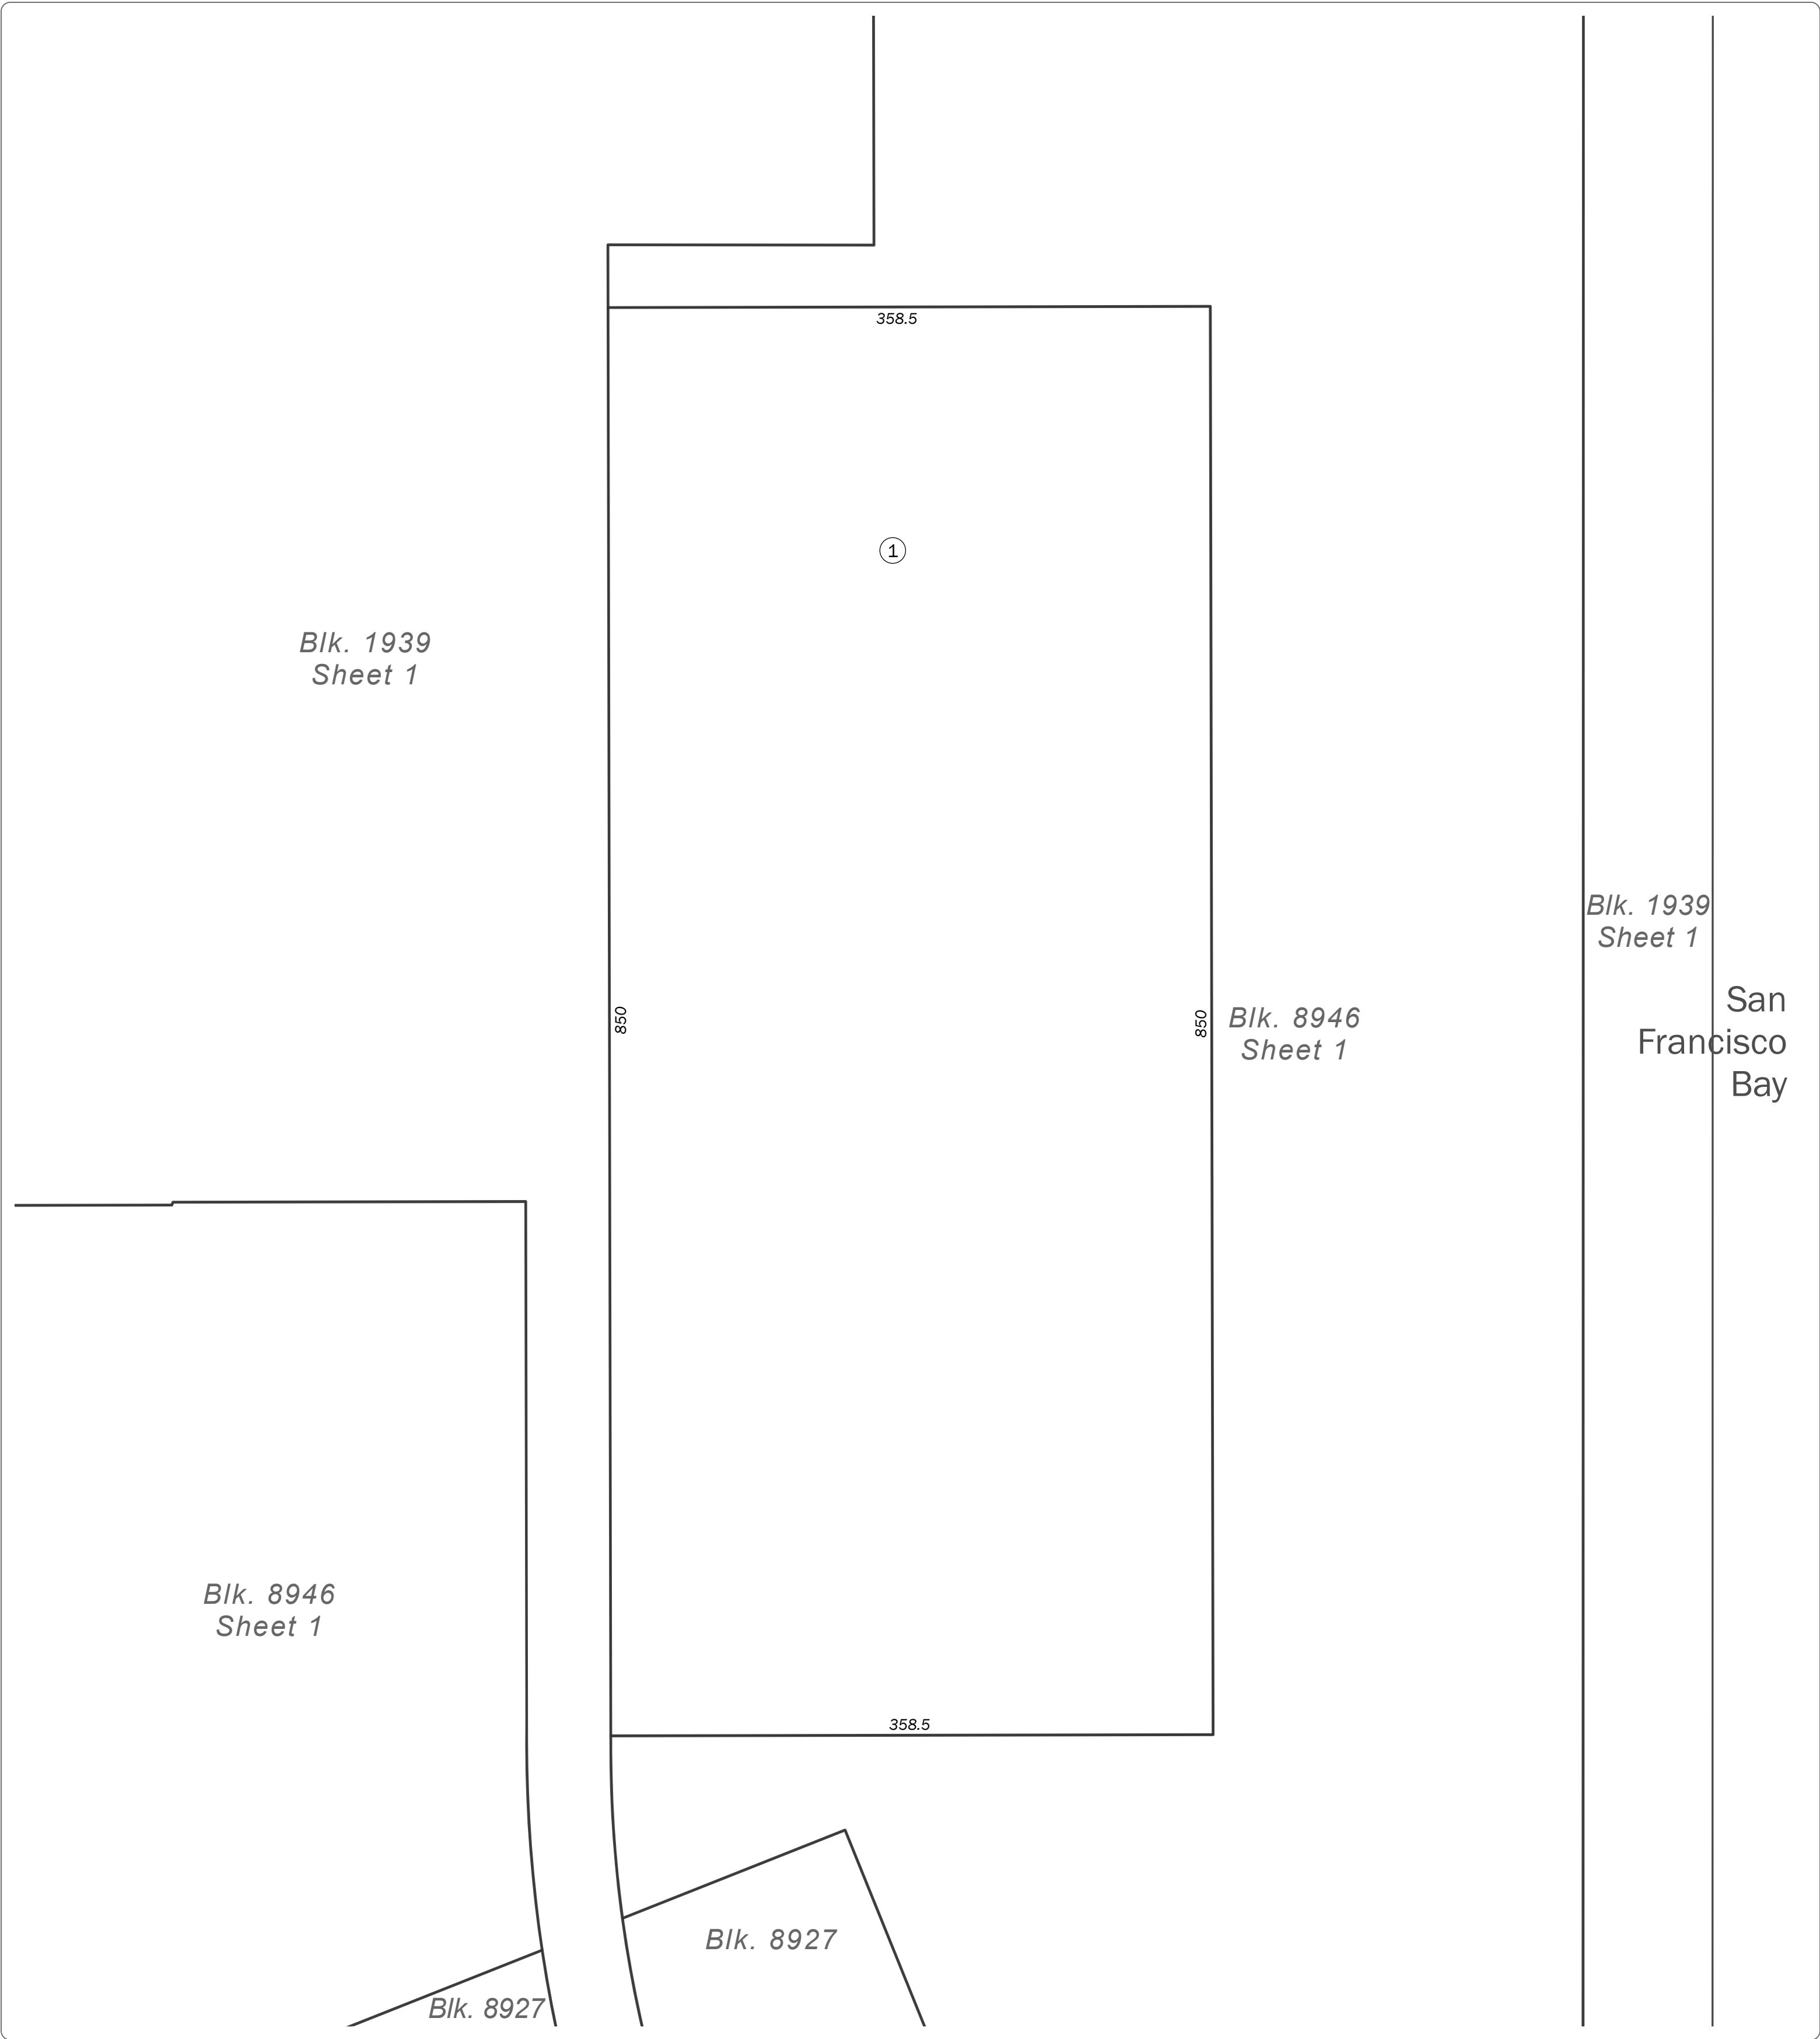 358.5
1
Blk. 1939
Sheet 1
Blk. 1939
Sheet 1
San
Francisco
Bay
850
850
Blk. 8946
Sheet 1
Blk. 8946
Sheet 1
358.5
Blk. 8927
Blk. 8927